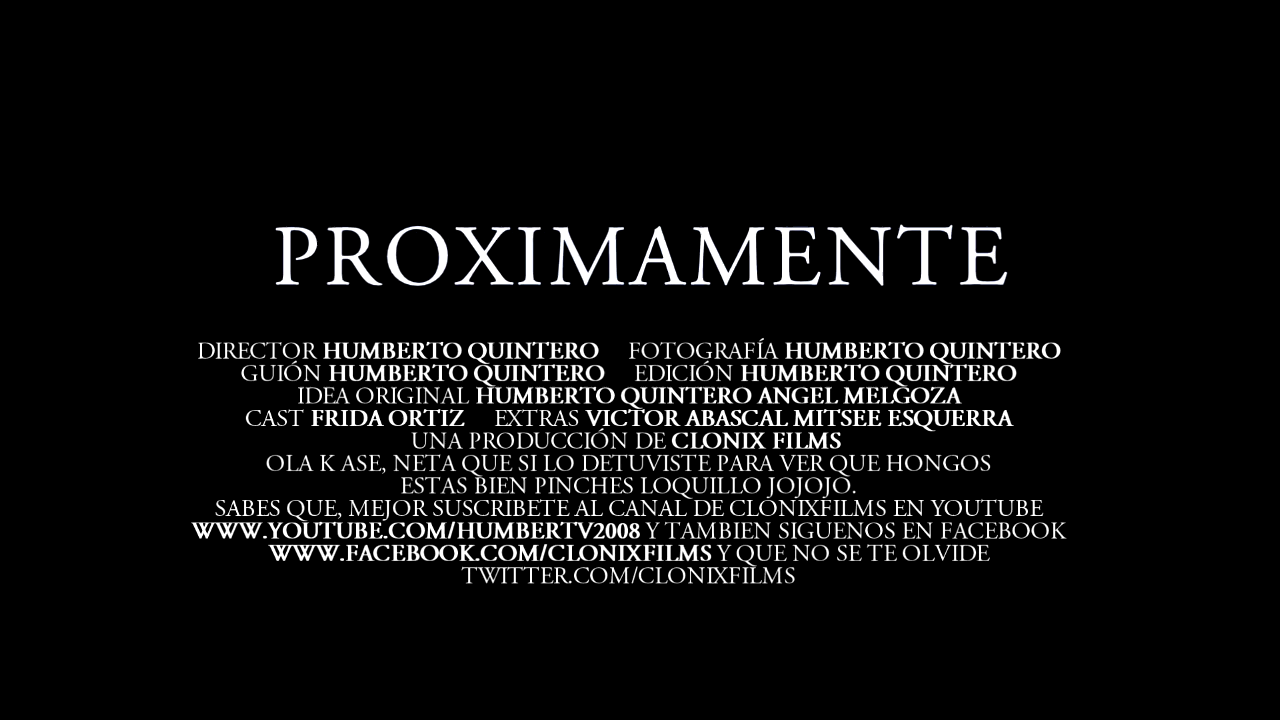 PROXIMAMENTE
DIRECTOR HUMBERTO QUINTERO FOTOGRAFÍA HUMBERTO QUINTERO
GUIÓN HUMBERTO QUINTERO EDICIÓN HUMBERTO QUINTERO
IDEA ORIGINAL HUMBERTO QUINTERO ANGEL MELGOZA
CAST FRIDA ORTIZ EXTRAS VICTOR ABASCAL MITSEE ESQUERRA
UNA PRODUCCIÓN DE CLONIX FILMS
OLA K ASE, NETA QUE SI LO DETUVISTE PARA VER QUE HONGOS
ESTAS BIEN PINCHES LOQUILLO JOJOJO.
SABES QUE, MEJOR SUSCRIBETE AL CANAL DE CLONIXFILMS EN YOUTUBE
WWW.YOUTUBE.COM/HUMBERTV2008 Y TAMBIEN SIGUENOS EN FACEBOOK
WWW.FACEBOOK.COM/CLONIXFILMS Y QUE NO SE TE OLVIDE
TWITTER.COM/CLONIXFILMS